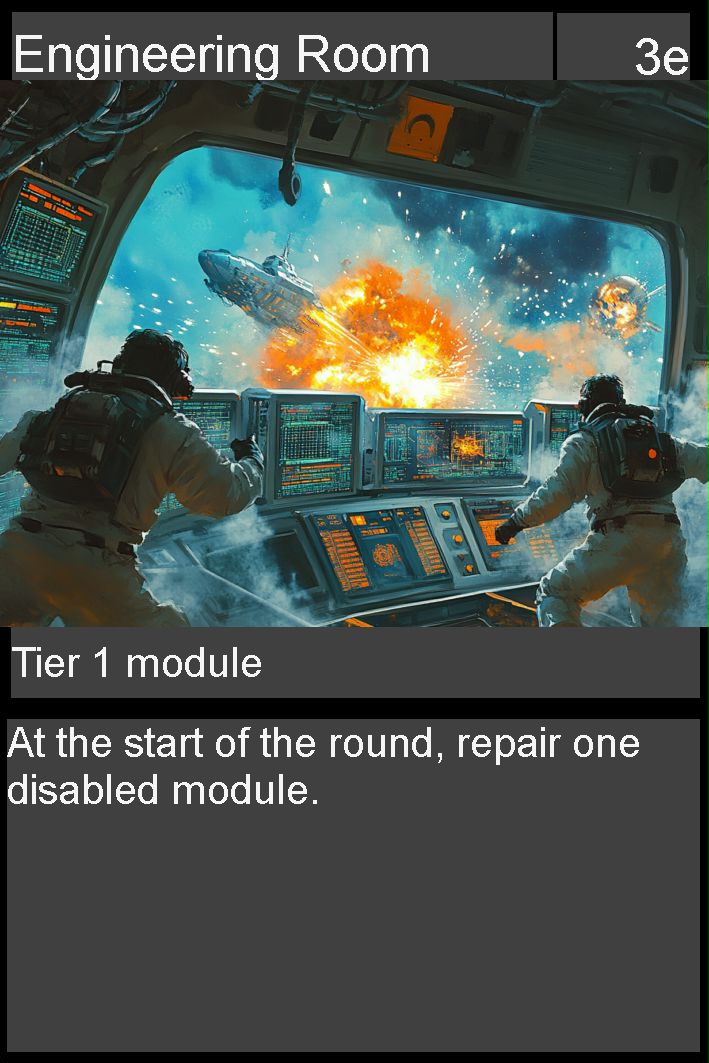 Engineering Room
3e
Tier 1 module
At the start of the round, repair one
disabled module.